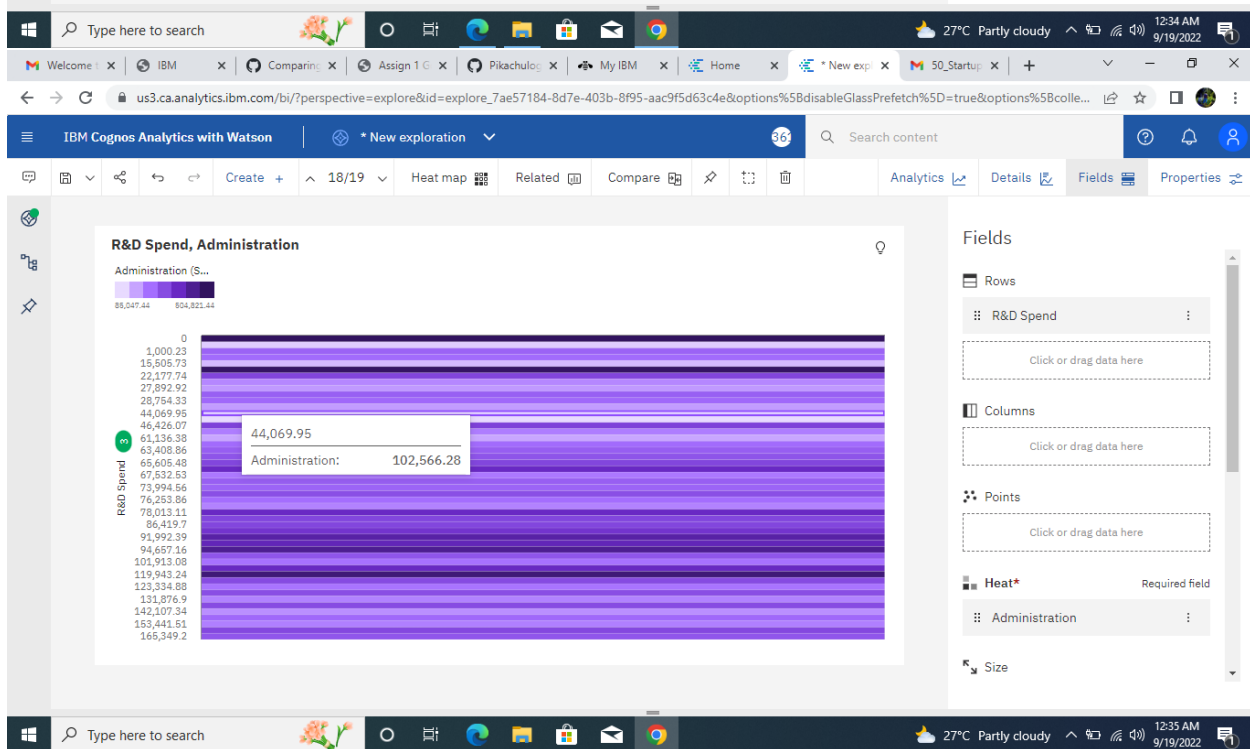 Type here to search
27°C Partly cloudy
12:34 AM
9/19/2022
1
Welcome t
IBM
Comparing
Assign 1 G
Pikachulog
My IBM
Home
* New expl
50_Startup
us3.ca.analytics.ibm.com/bi/?perspective=explore&id=explore_7ae57184-8d7e-403b-8f95-aac9f5d63c4e&options%5BdisableGlassPrefetch%5D=true&options%5Bcolle...
IBM Cognos Analytics with Watson
* New exploration
361
Search content
Create +
18/19
Heat map
Related
Compare
Analytics
Details
Fields
Properties
R&D Spend, Administration
Administration (S...
804,821.44
0
1,000.23
15,505.73
22,177.74
27,892.92
28,754.33
44,069.95
46,426.07
61,136.38
63,408.86
65,605.48
67,532.53
73,994.56
76,253.86
78,013.11
86,419.7
91,992.39
94,657.16
101,913.08
119,943.24
123,334.88
131,876.9
142,107.34
153,441.51
165,349.2
R&D Spend
3
44,069.95
Administration: 102,566.28
Fields
Rows
R&D Spend
Click or drag data here
Columns
Click or drag data here
Points
Click or drag data here
Heat*
Required field
Administration
Size
Type here to search
27°C Partly cloudy
12:35 AM
9/19/2022
1